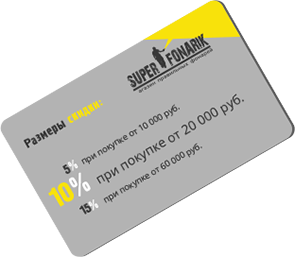 SUPER FONARIK
магазин правильных фонарей
Размеры скидки:
5% при покупке от 10 000 руб.
10% при покупке от 20 000 руб.
15% при покупке от 60 000 руб.